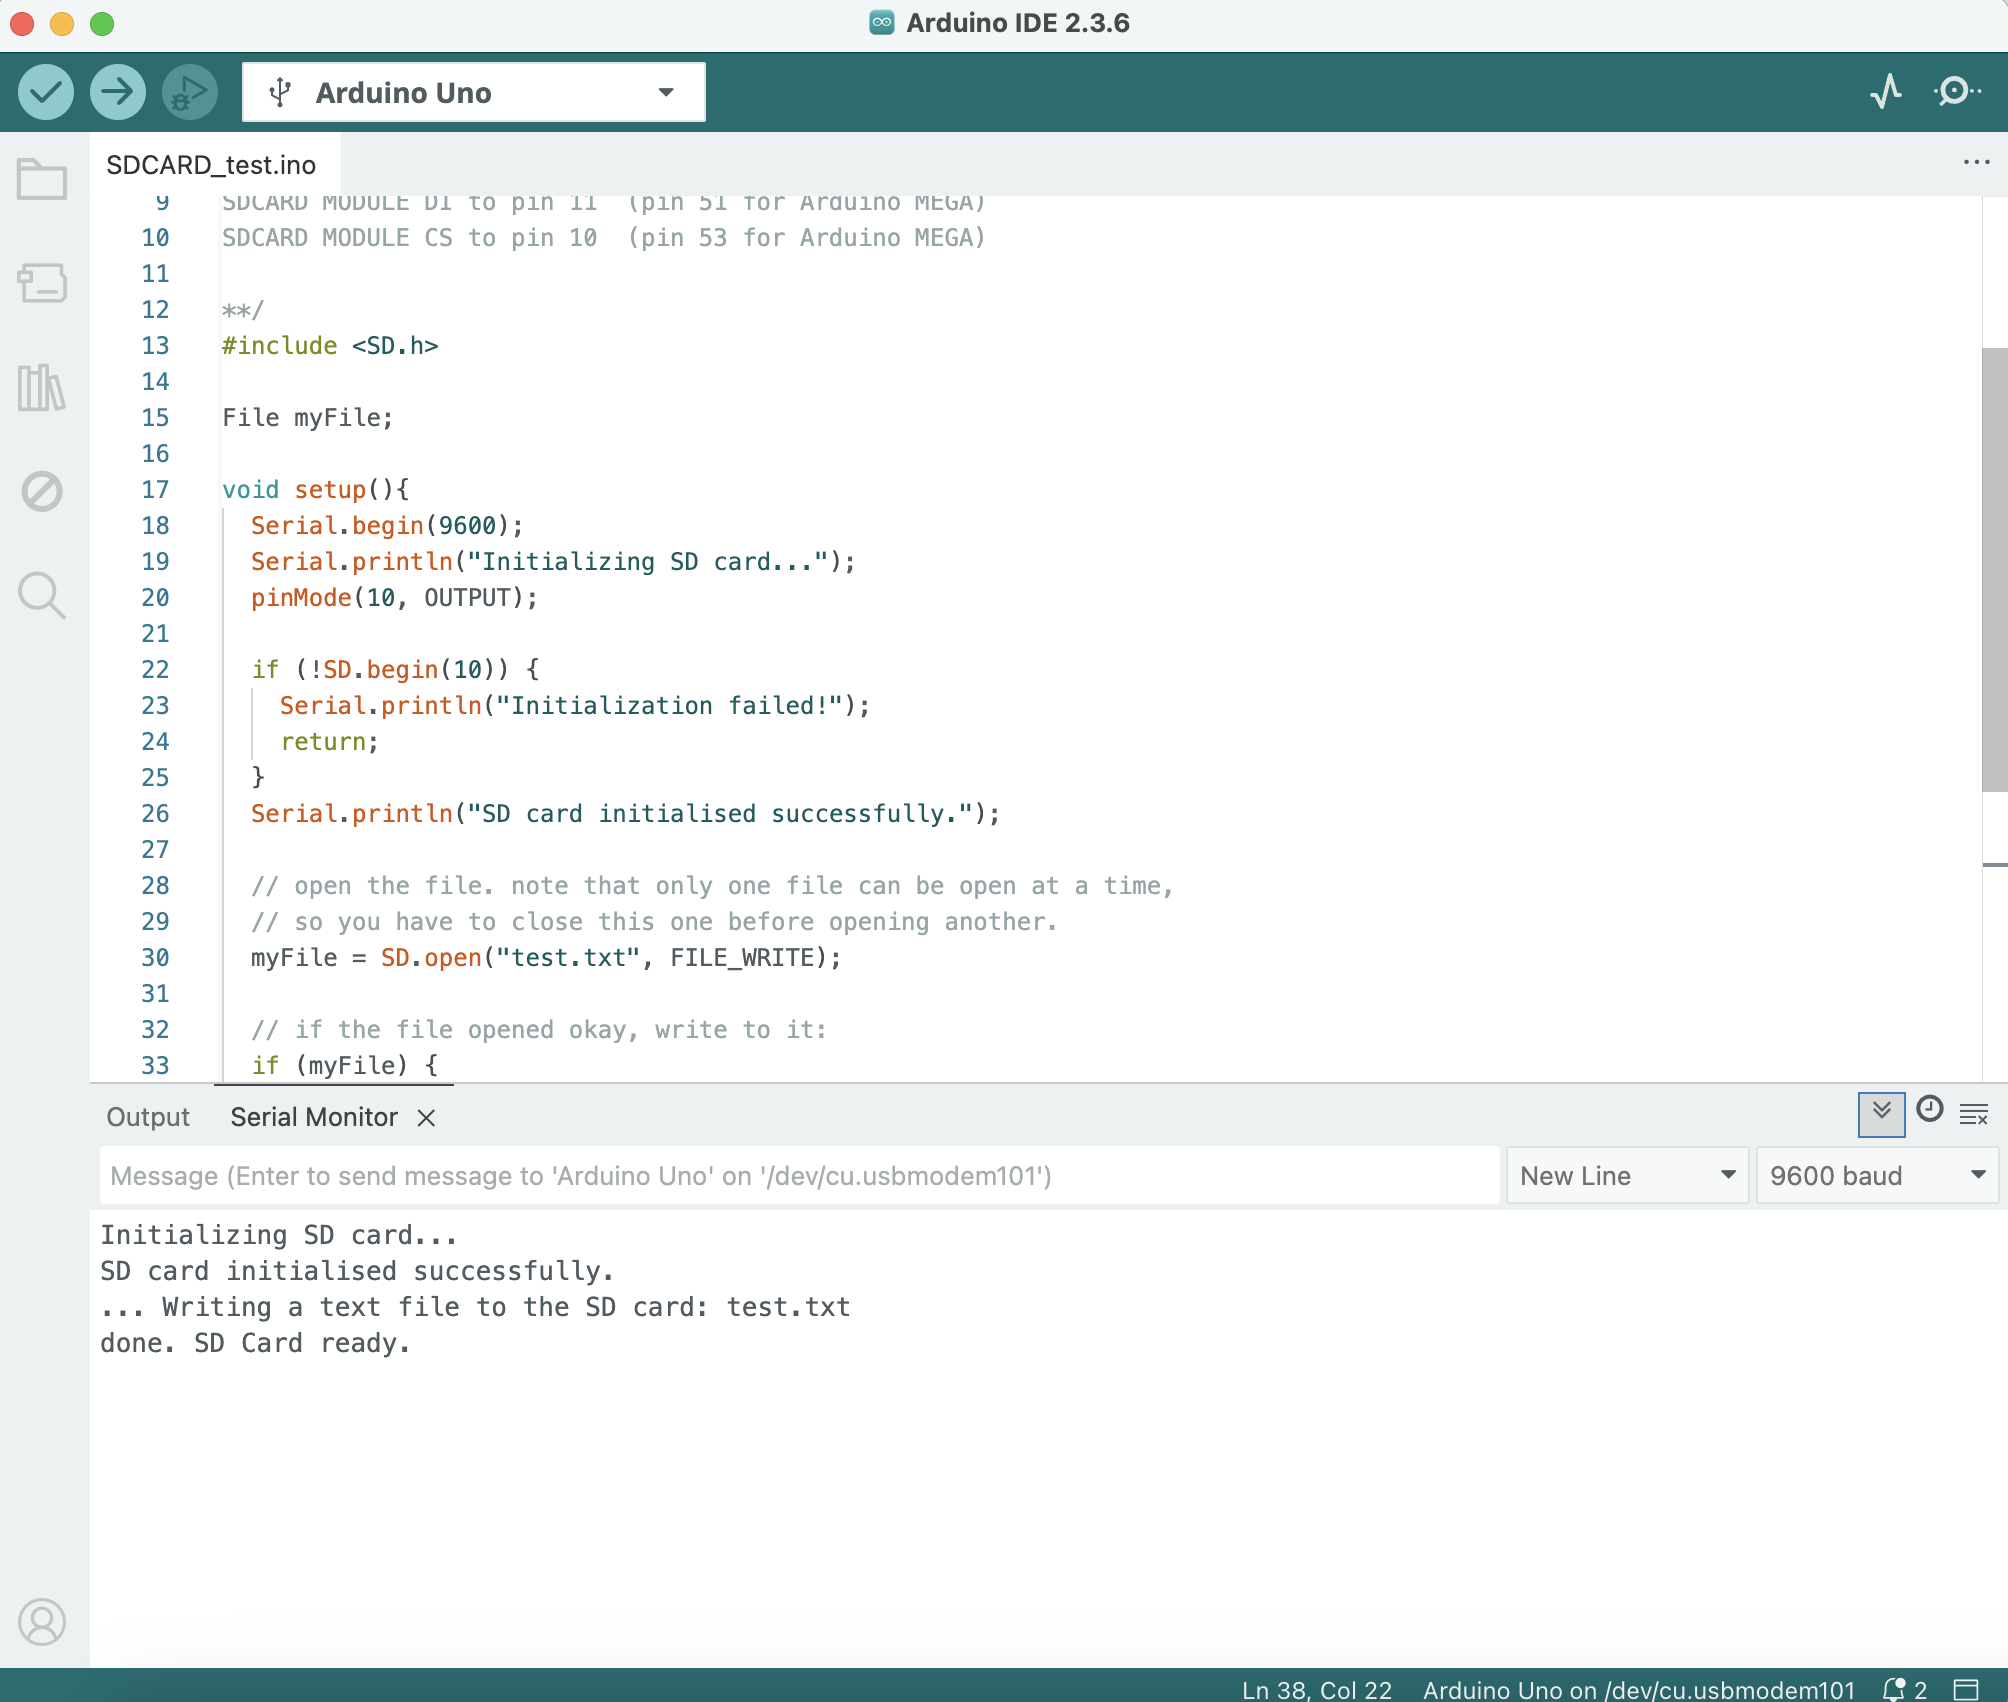 Arduino IDE 2.3.6
Arduino Uno
SDCARD_test.ino
9 SDCARD MODULE DI to pin 11  (pin 51 for Arduino MEGA)
10 SDCARD MODULE CS to pin 10  (pin 53 for Arduino MEGA)
11
12 **/
13 #include <SD.h>
14
15 File myFile;
16
17 void setup(){
18   Serial.begin(9600);
19   Serial.println("Initializing SD card...");
20   pinMode(10, OUTPUT);
21
22   if (!SD.begin(10)) {
23     Serial.println("Initialization failed!");
24     return;
25   }
26   Serial.println("SD card initialised successfully.");
27
28   // open the file. note that only one file can be open at a time,
29   // so you have to close this one before opening another.
30   myFile = SD.open("test.txt", FILE_WRITE);
31
32   // if the file opened okay, write to it:
33   if (myFile) {
Output Serial Monitor
Message (Enter to send message to 'Arduino Uno' on '/dev/cu.usbmodem101') New Line 9600 baud
Initializing SD card...
SD card initialised successfully.
... Writing a text file to the SD card: test.txt
done. SD Card ready.
Ln 38, Col 22 Arduino Uno on /dev/cu.usbmodem101 2